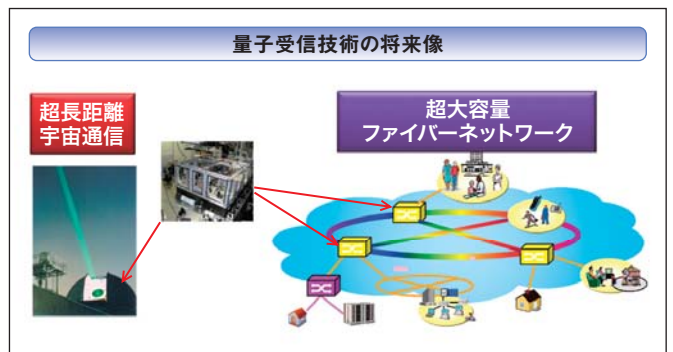 量子受信技術の将来像
超長距離
宇宙通信
超大容量
ファイバーネットワーク